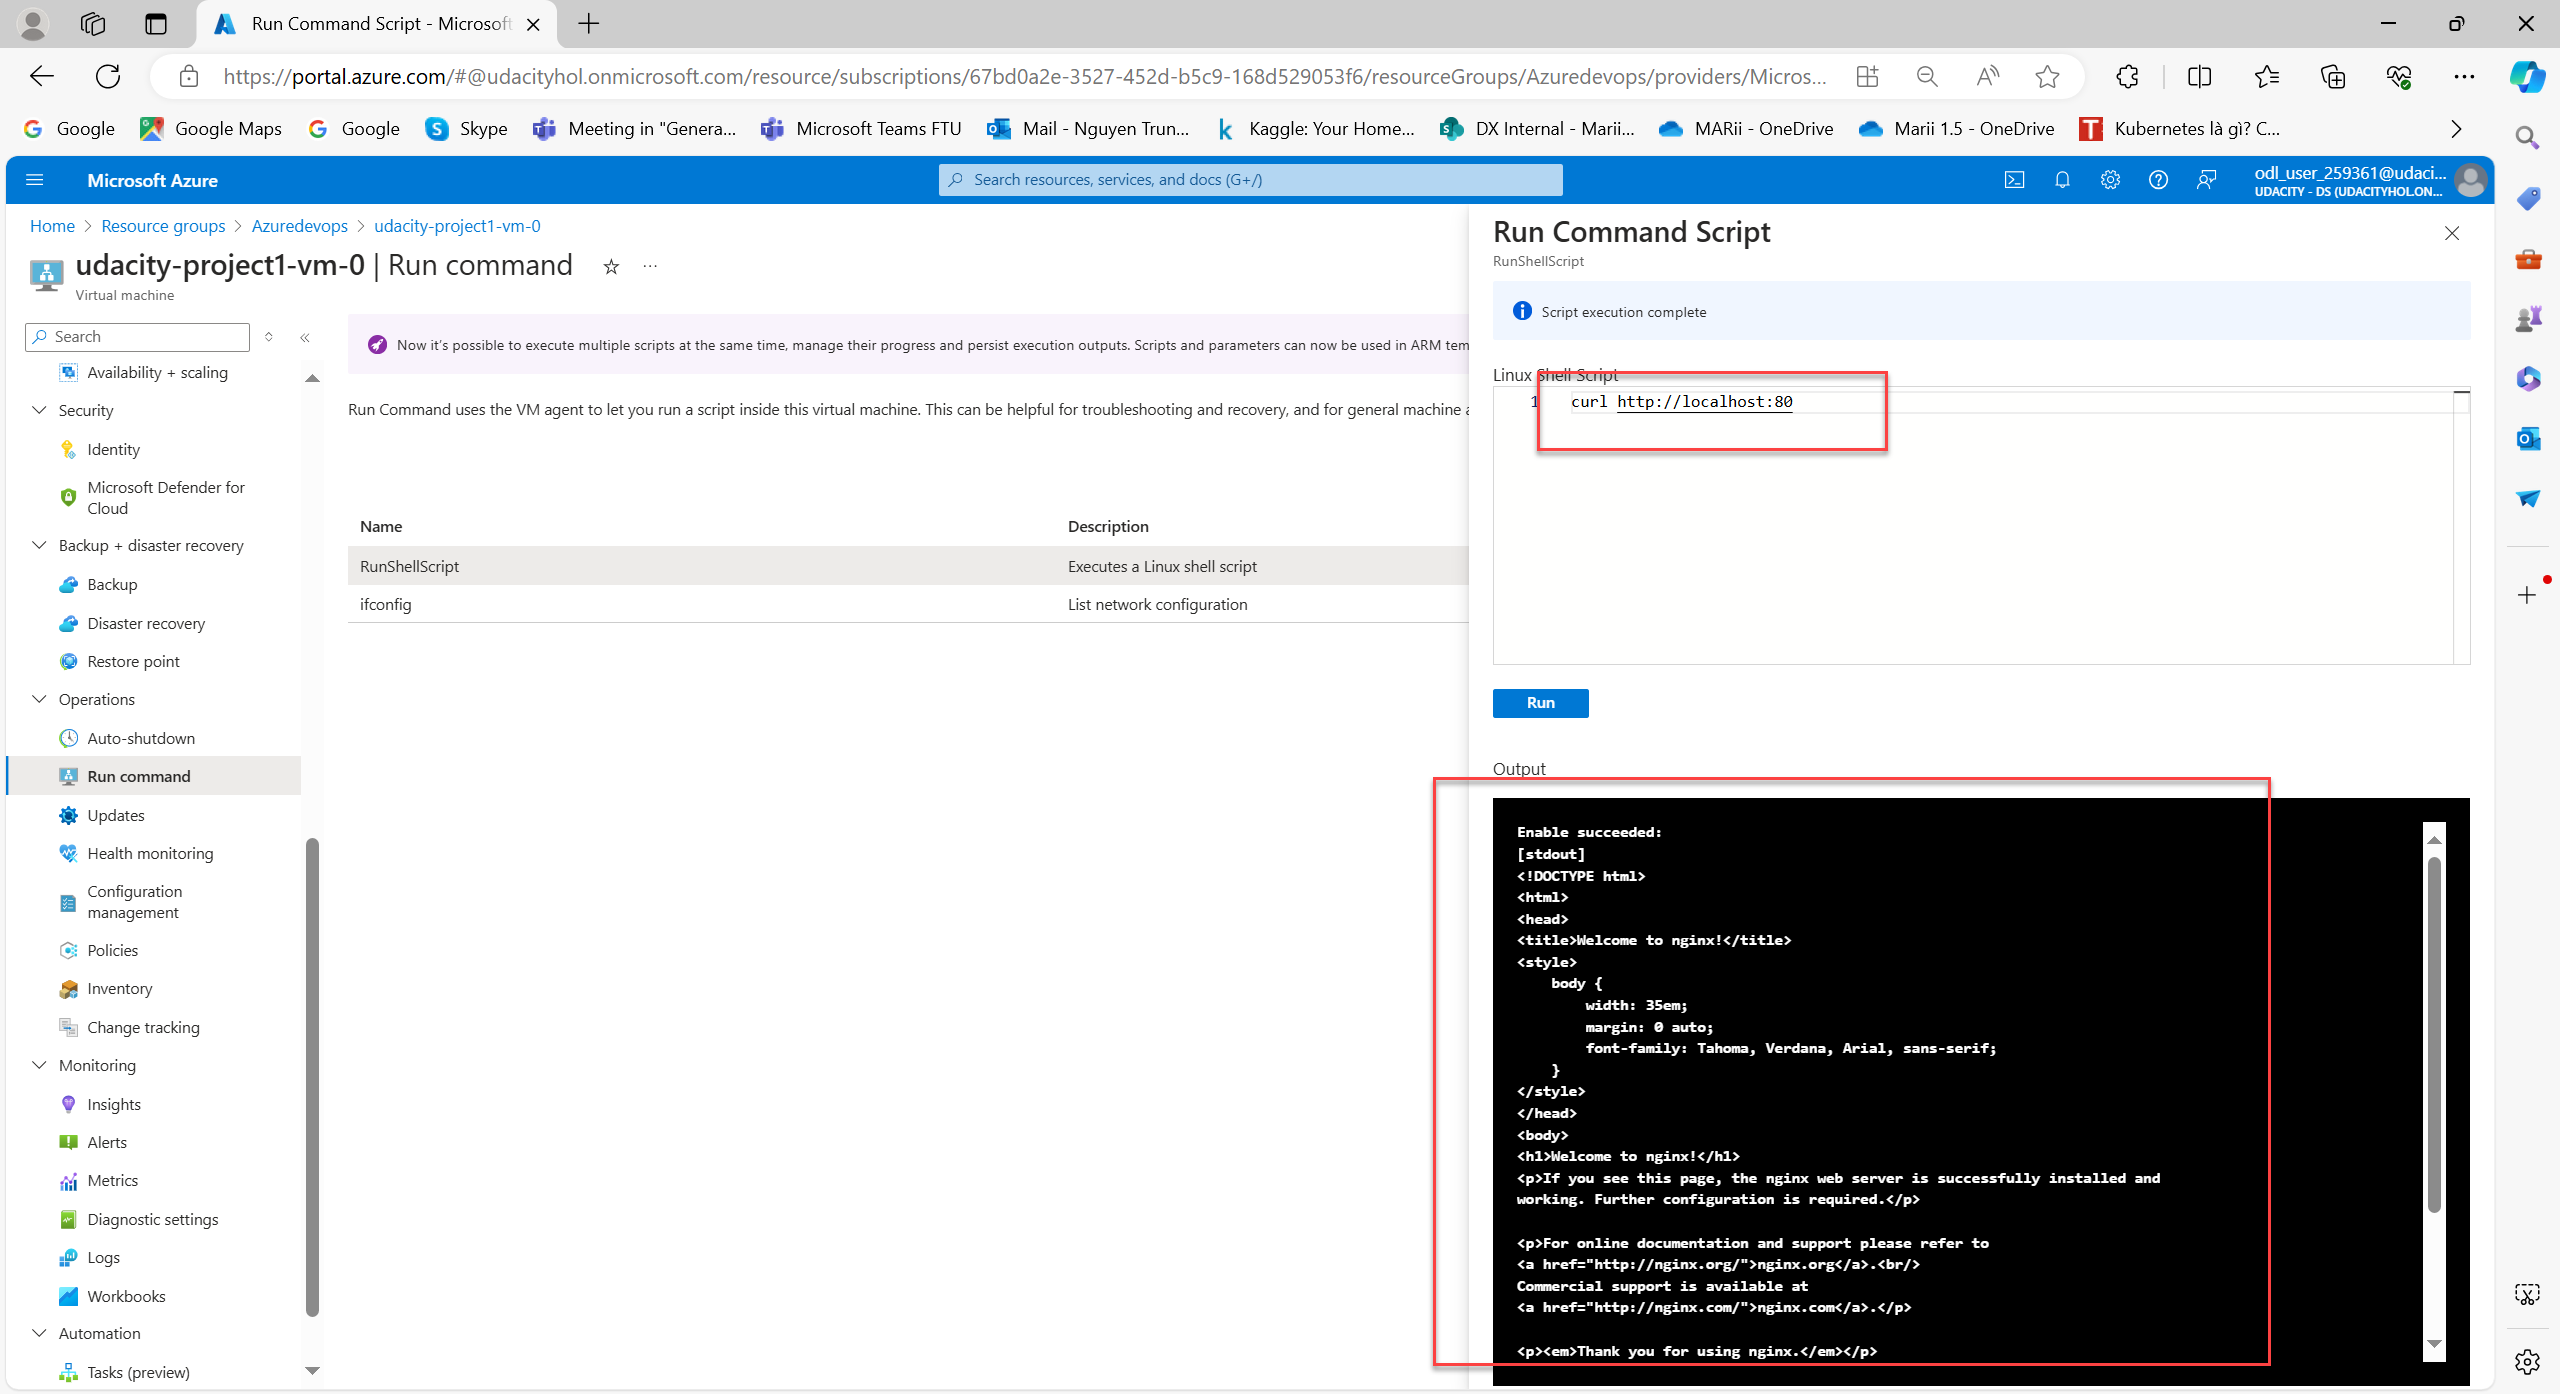 Run Command Script - Microsoft
https://portal.azure.com/#@udacityhol.onmicrosoft.com/resource/subscriptions/67bd0a2e-3527-452d-b5c9-168d529053f6/resourceGroups/Azuredevops/providers/Micros...
Google
Google Maps
Google
Skype
Meeting in "Genera...
Microsoft Teams FTU
Mail - Nguyen Trun...
Kaggle: Your Home...
DX Internal - Marii...
MARii - OneDrive
Marii 1.5 - OneDrive
Kubernetes là gì? C...
Microsoft Azure
Search resources, services, and docs (G+/)
odl_user_259361@udaci...
UDACITY - DS (UDACITYHOL.ON...
Home > Resource groups > Azuredevops > udacity-project1-vm-0
udacity-project1-vm-0 | Run command
Virtual machine
Search
Availability + scaling
Security
Identity
Microsoft Defender for
Cloud
Backup + disaster recovery
Backup
Disaster recovery
Restore point
Operations
Auto-shutdown
Run command
Updates
Health monitoring
Configuration
management
Policies
Inventory
Change tracking
Monitoring
Insights
Alerts
Metrics
Diagnostic settings
Logs
Workbooks
Automation
Tasks (preview)
Now it's possible to execute multiple scripts at the same time, manage their progress and persist execution outputs. Scripts and parameters can now be used in ARM tem
Run Command uses the VM agent to let you run a script inside this virtual machine. This can be helpful for troubleshooting and recovery, and for general machine a
Name Description
RunShellScript Executes a Linux shell script
ifconfig List network configuration
Run Command Script
RunShellScript
Script execution complete
Linux Shell Script
1 curl http://localhost:80
Run
Output
Enable succeeded:
[stdout]
<!DOCTYPE html>
<html>
<head>
<title>Welcome to nginx!</title>
<style>
    body {
        width: 35em;
        margin: 0 auto;
        font-family: Tahoma, Verdana, Arial, sans-serif;
    }
</style>
</head>
<body>
<h1>Welcome to nginx!</h1>
<p>If you see this page, the nginx web server is successfully installed and
working. Further configuration is required.</p>

<p>For online documentation and support please refer to
<a href="http://nginx.org/">nginx.org</a>.<br/>
Commercial support is available at
<a href="http://nginx.com/">nginx.com</a>.</p>

<p><em>Thank you for using nginx.</em></p>